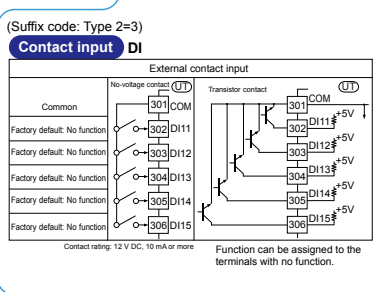 (Suffix code: Type 2=3)
Contact input DI
External contact input
No-voltage contact UT
Transistor contact UT
Common 301 COM
301 COM
+5V
Factory default: No function 302 DI11
302 DI11
+5V
Factory default: No function 303 DI12
303 DI12
+5V
Factory default: No function 304 DI13
304 DI13
+5V
Factory default: No function 305 DI14
305 DI14
+5V
Factory default: No function 306 DI15
306 DI15
Contact rating: 12 V DC, 10 mA or more
Function can be assigned to the
terminals with no function.